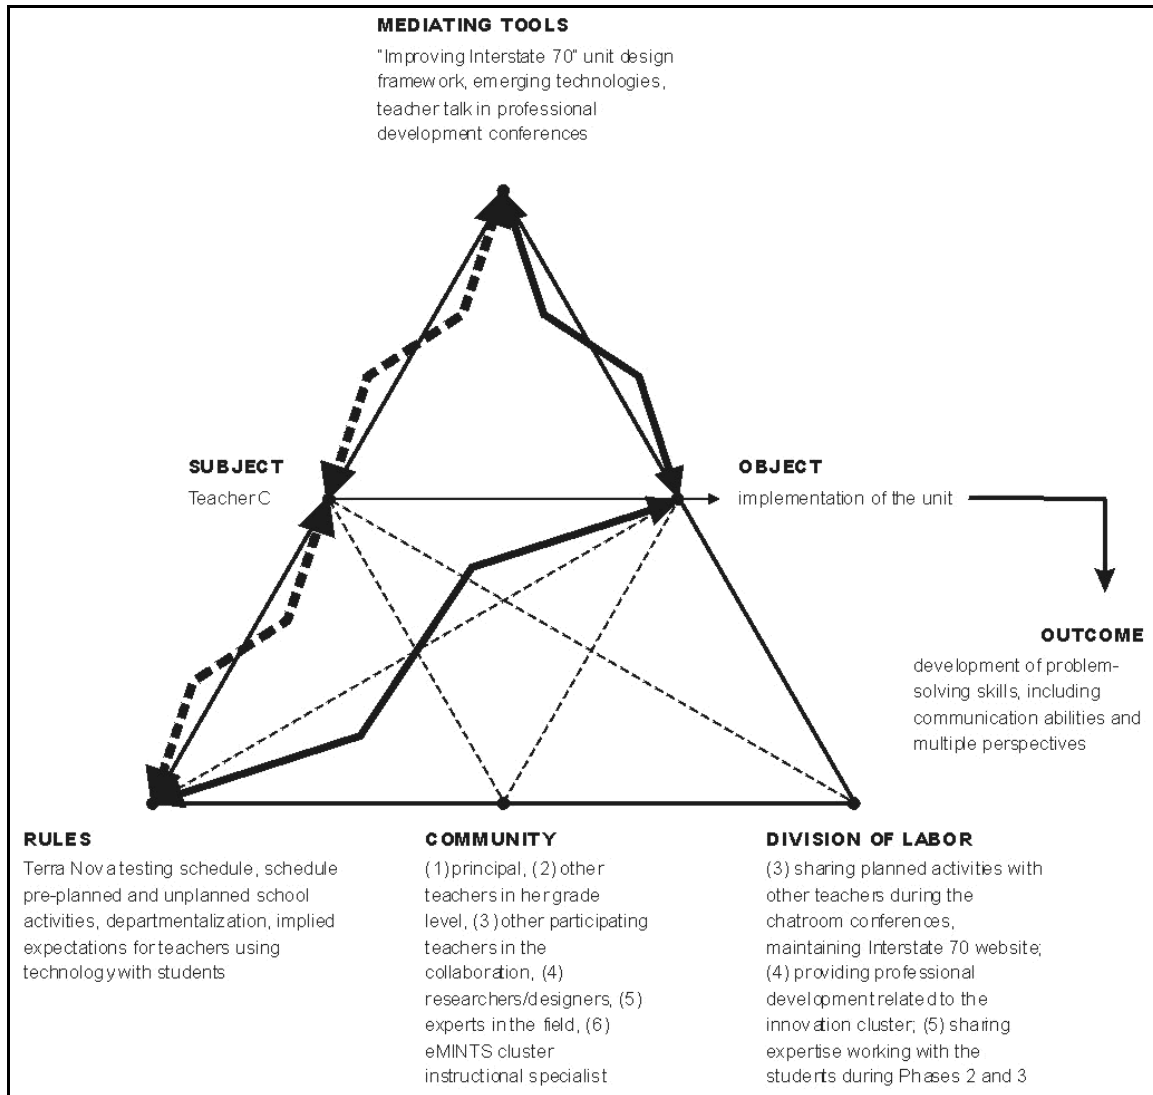 MEDIATING TOOLS
"Improving Interstate 70" unit design
framework, emerging technologies,
teacher talk in professional
development conferences
SUBJECT
Teacher C
OBJECT
implementation of the unit
OUTCOME
development of problem-
solving skills, including
communication abilities and
multiple perspectives
RULES
Terra Nova testing schedule, schedule
pre-planned and unplanned school
activities, departmentalization, implied
expectations for teachers using
technology with students
COMMUNITY
(1) principal, (2) other
teachers in her grade
level, (3) other participating
teachers in the
collaboration, (4)
researchers/designers, (5)
experts in the field, (6)
eMINTS cluster
instructional specialist
DIVISION OF LABOR
(3) sharing planned activities with
other teachers during the
chatroom conferences,
maintaining Interstate 70 website;
(4) providing professional
development related to the
innovation cluster; (5) sharing
expertise working with the
students during Phases 2 and 3